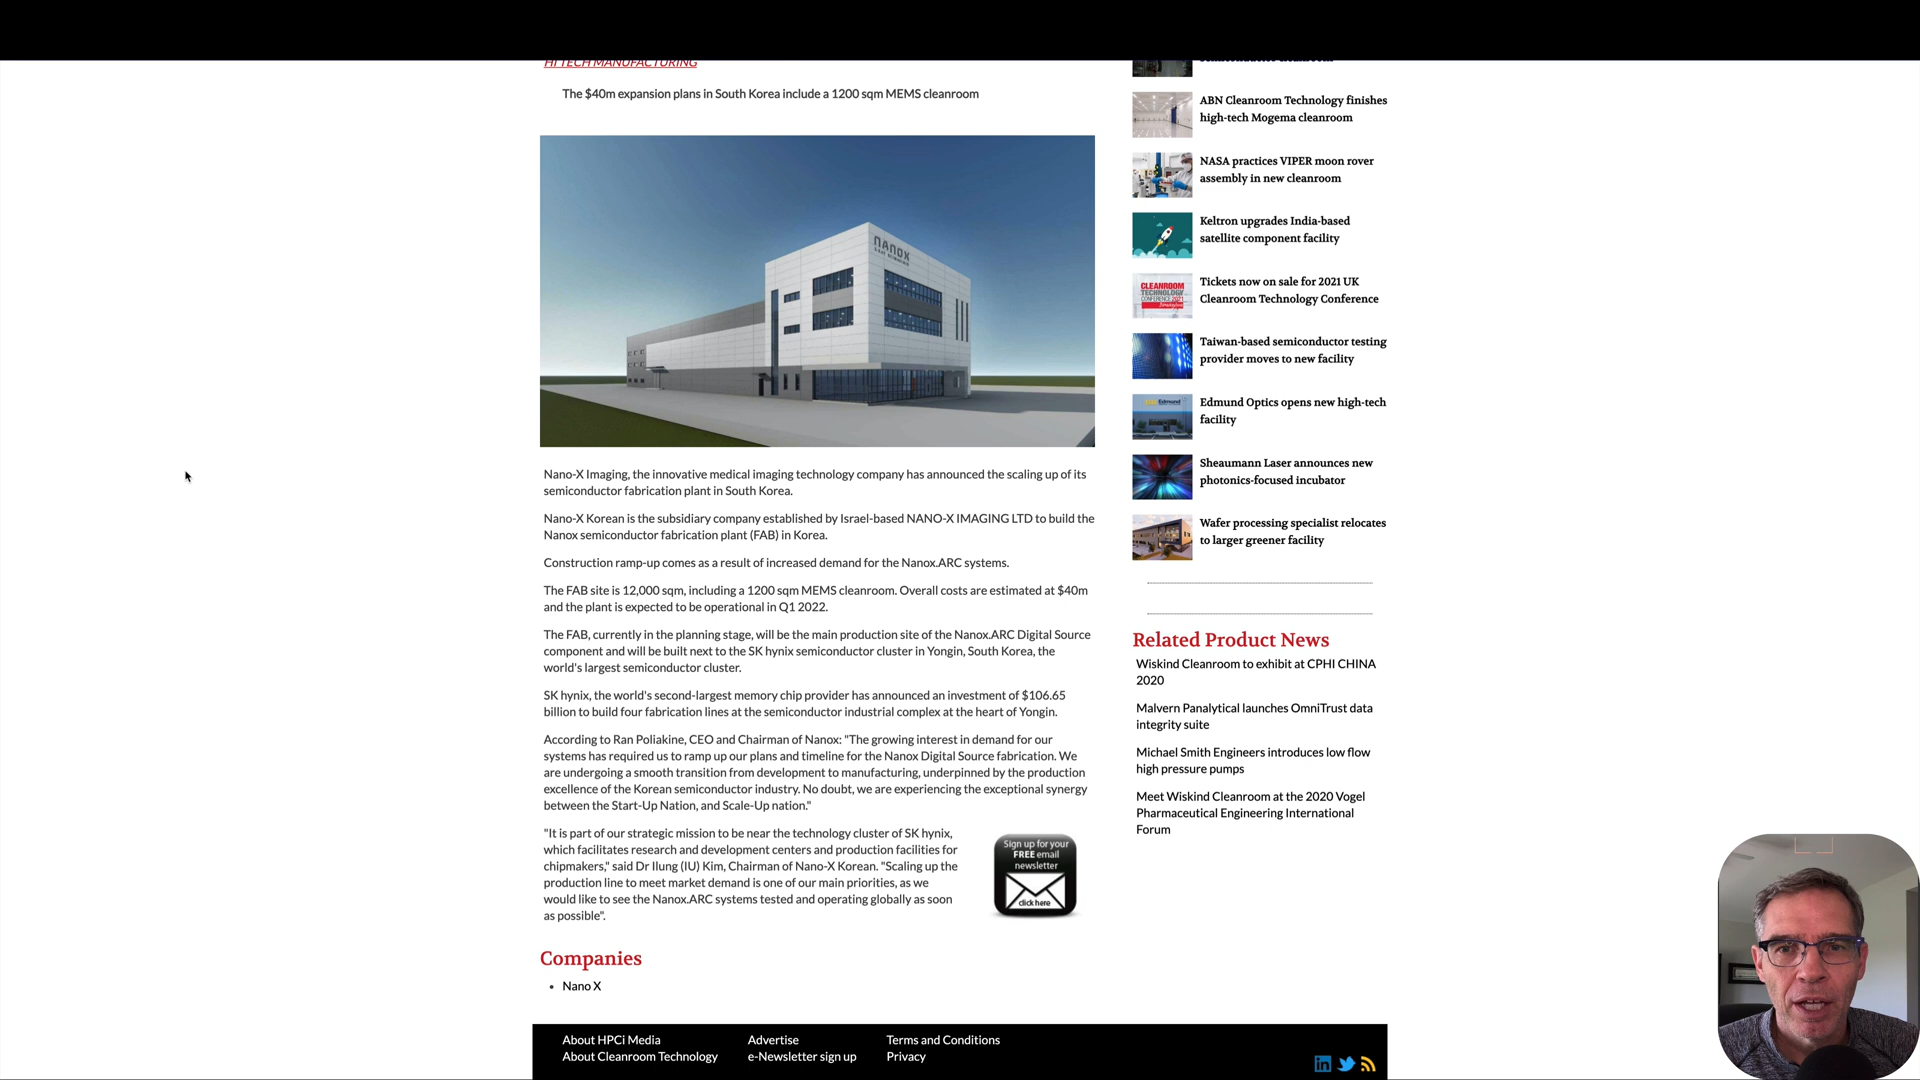 HI TECH MANUFACTURING
The $40m expansion plans in South Korea include a 1200 sqm MEMS cleanroom
NANOX
Nano-X Imaging, the innovative medical imaging technology company has announced the scaling up of its
semiconductor fabrication plant in South Korea.
Nano-X Korean is the subsidiary company established by Israel-based NANO-X IMAGING LTD to build the
Nanox semiconductor fabrication plant (FAB) in Korea.
Construction ramp-up comes as a result of increased demand for the Nanox.ARC systems.
The FAB site is 12,000 sqm, including a 1200 sqm MEMS cleanroom. Overall costs are estimated at $40m
and the plant is expected to be operational in Q1 2022.
The FAB, currently in the planning stage, will be the main production site of the Nanox.ARC Digital Source
component and will be built next to the SK hynix semiconductor cluster in Yongin, South Korea, the
world's largest semiconductor cluster.
SK hynix, the world's second-largest memory chip provider has announced an investment of $106.65
billion to build four fabrication lines at the semiconductor industrial complex at the heart of Yongin.
According to Ran Poliakine, CEO and Chairman of Nanox: "The growing interest in demand for our
systems has required us to ramp up our plans and timeline for the Nanox Digital Source fabrication. We
are undergoing a smooth transition from development to manufacturing, underpinned by the production
excellence of the Korean semiconductor industry. No doubt, we are experiencing the exceptional synergy
between the Start-Up Nation, and Scale-Up nation."
"It is part of our strategic mission to be near the technology cluster of SK hynix,
which facilitates research and development centers and production facilities for
chipmakers," said Dr Ilung (IU) Kim, Chairman of Nano-X Korean. "Scaling up the
production line to meet market demand is one of our main priorities, as we
would like to see the Nanox.ARC systems tested and operating globally as soon
as possible".
Sign up for your
FREE email
newsletter
click here
Companies
• Nano X
ABN Cleanroom Technology finishes
high-tech Mogema cleanroom
NASA practices VIPER moon rover
assembly in new cleanroom
Keltron upgrades India-based
satellite component facility
CLEANROOM
TECHNOLOGY
CONFERENCE 2021
Tickets now on sale for 2021 UK
Cleanroom Technology Conference
Taiwan-based semiconductor testing
provider moves to new facility
Edmund
Edmund Optics opens new high-tech
facility
Sheaumann Laser announces new
photonics-focused incubator
Wafer processing specialist relocates
to larger greener facility
Related Product News
Wiskind Cleanroom to exhibit at CPHI CHINA
2020
Malvern Panalytical launches OmniTrust data
integrity suite
Michael Smith Engineers introduces low flow
high pressure pumps
Meet Wiskind Cleanroom at the 2020 Vogel
Pharmaceutical Engineering International
Forum
About HPCi Media
About Cleanroom Technology
Advertise
e-Newsletter sign up
Terms and Conditions
Privacy
in